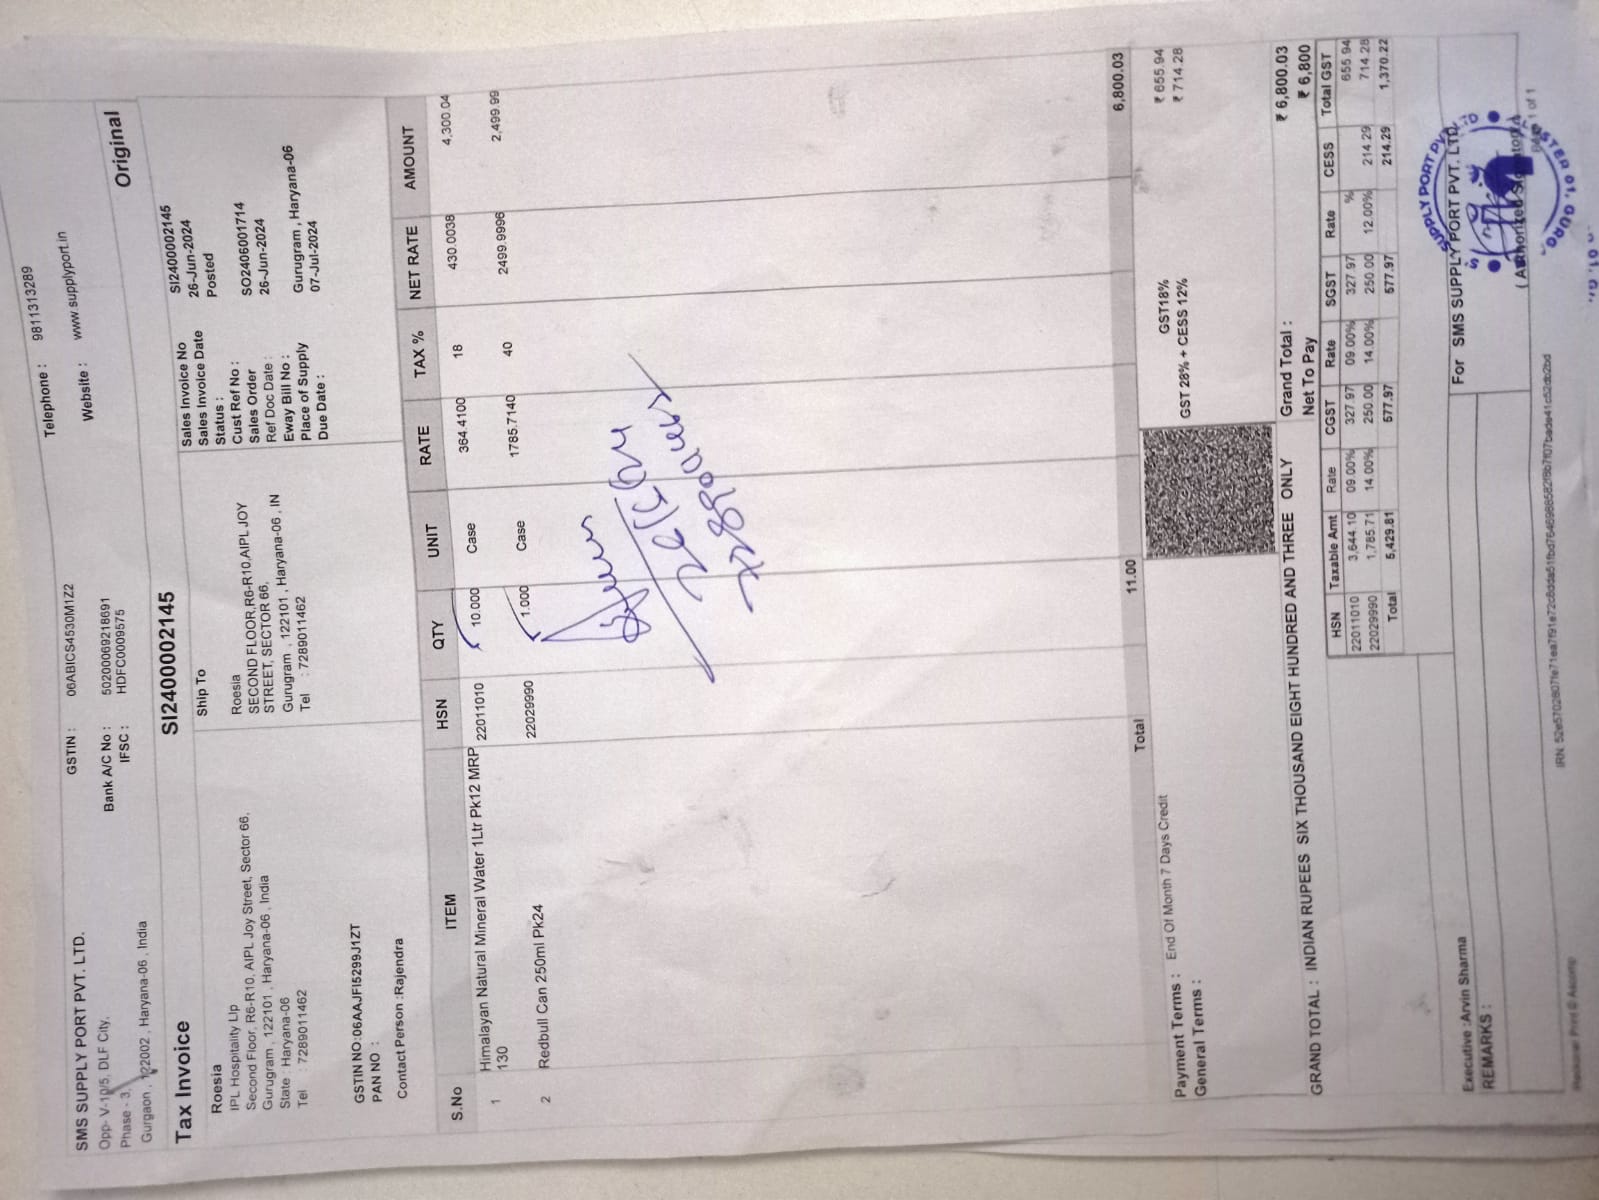 Telephone : 9811313289
Website : www.supplyport.in
GSTIN : 06ABICS4530M1Z2
Bank A/C No : 50200069218691
IFSC : HDFC0009575
SMS SUPPLY PORT PVT. LTD.
Opp- V-10/5, DLF City,
Phase - 3,
Gurgaon , 122002 , Haryana-06 , India
Original
Tax Invoice SI2400002145
Roesia
IPL Hospitality Llp
Second Floor, R6-R10, AIPL Joy Street, Sector 66,
Gurugram , 122101 , Haryana-06 , India
State : Haryana-06
Tel : 7289011462
GSTIN NO:06AAJFI5299J1ZT
PAN NO :
Contact Person :Rajendra
Ship To
Roesia
SECOND FLOOR,R6-R10,AIPL JOY
STREET, SECTOR 66,
Gurugram , 122101 , Haryana-06 , IN
Tel : 7289011462
Sales Invoice No SI2400002145
Sales Invoice Date 26-Jun-2024
Status : Posted
Cust Ref No :
Sales Order SO2406001714
Ref Doc Date : 26-Jun-2024
Eway Bill No :
Place of Supply Gurugram , Haryana-06
Due Date : 07-Jul-2024
S.No ITEM HSN QTY UNIT RATE TAX % NET RATE AMOUNT
1 Himalayan Natural Mineral Water 1Ltr Pk12 MRP 22011010 10.000 Case 364.4100 18 430.0038 4,300.04
130
2 Redbull Can 250ml Pk24 22029990 1.000 Case 1785.7140 40 2499.9996 2,499.99
Total 11.00 6,800.03
Payment Terms : End Of Month 7 Days Credit
General Terms :
GST18% ₹ 655.94
GST 28% + CESS 12% ₹ 714.28
Grand Total : ₹ 6,800.03
Net To Pay ₹ 6,800
GRAND TOTAL : INDIAN RUPEES SIX THOUSAND EIGHT HUNDRED AND THREE ONLY
HSN Taxable Amt Rate CGST Rate SGST Rate CESS Total GST
22011010 3,644.10 09.00% 327.97 09.00% 327.97 % 655.94
22029990 1,785.71 14.00% 250.00 14.00% 250.00 12.00% 214.29 714.28
Total 5,429.81 577.97 577.97 214.29 1,370.22
Executive :Arvin Sharma
REMARKS :
For SMS SUPPLY PORT PVT. LTD.
( Authorized Signatory )
Page 1 of 1